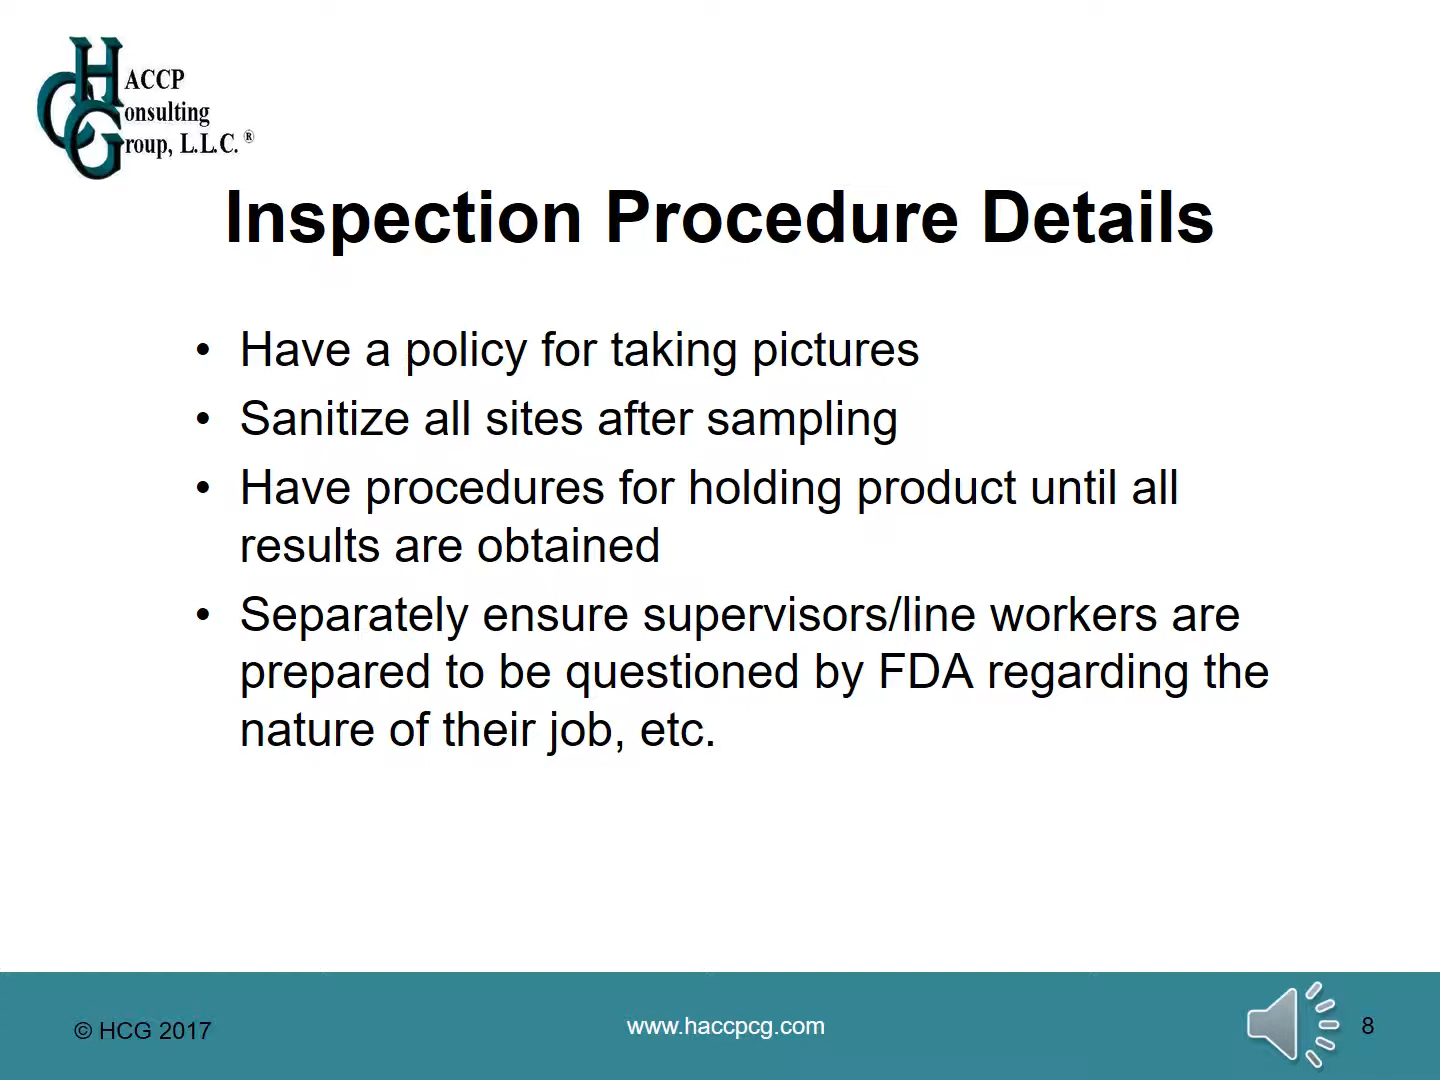 HACCP
Consulting
Group, L.L.C. ®
Inspection Procedure Details
• Have a policy for taking pictures
• Sanitize all sites after sampling
• Have procedures for holding product until all
results are obtained
• Separately ensure supervisors/line workers are
prepared to be questioned by FDA regarding the
nature of their job, etc.
© HCG 2017
www.haccpcg.com
8